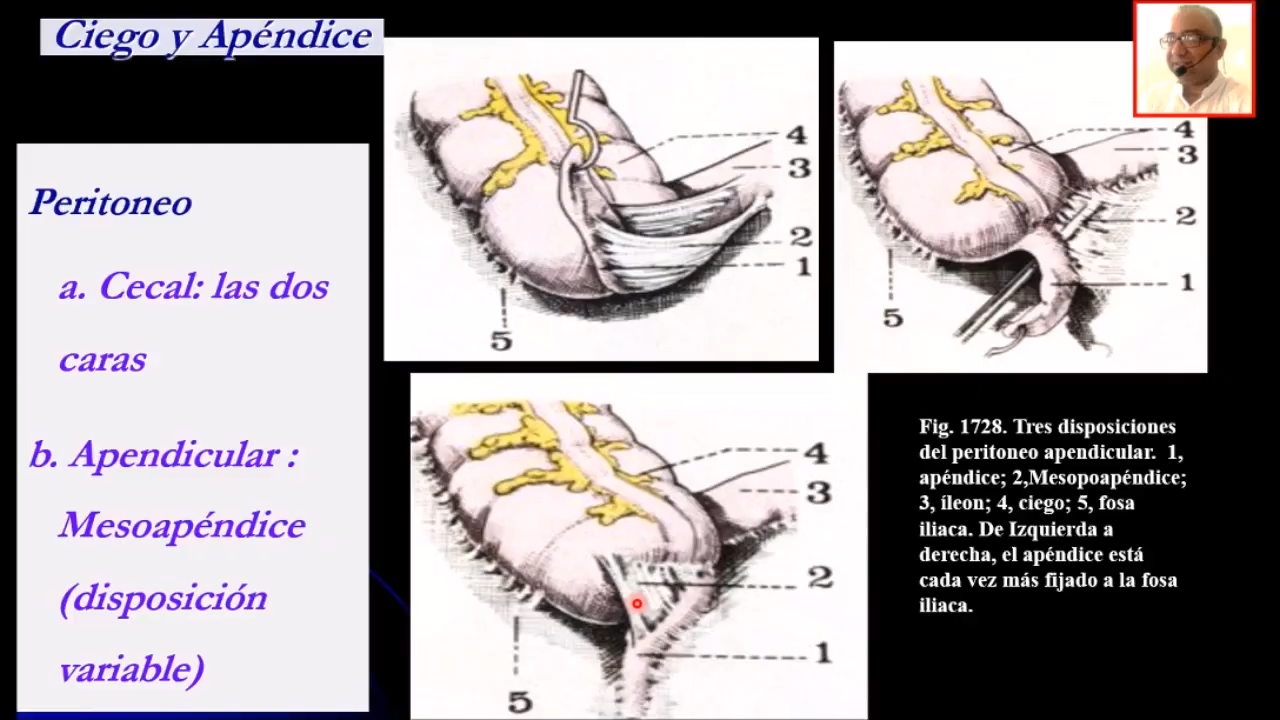 Ciego y Apéndice
Peritoneo
a. Cecal: las dos
caras
b. Apendicular :
Mesoapéndice
(disposición
variable)
4
3
2
1
5
4
3
2
1
5
4
3
2
1
5
Fig. 1728. Tres disposiciones
del peritoneo apendicular. 1,
apéndice; 2,Mesopoapéndice;
3, íleon; 4, ciego; 5, fosa
iliaca. De Izquierda a
derecha, el apéndice está
cada vez más fijado a la fosa
iliaca.